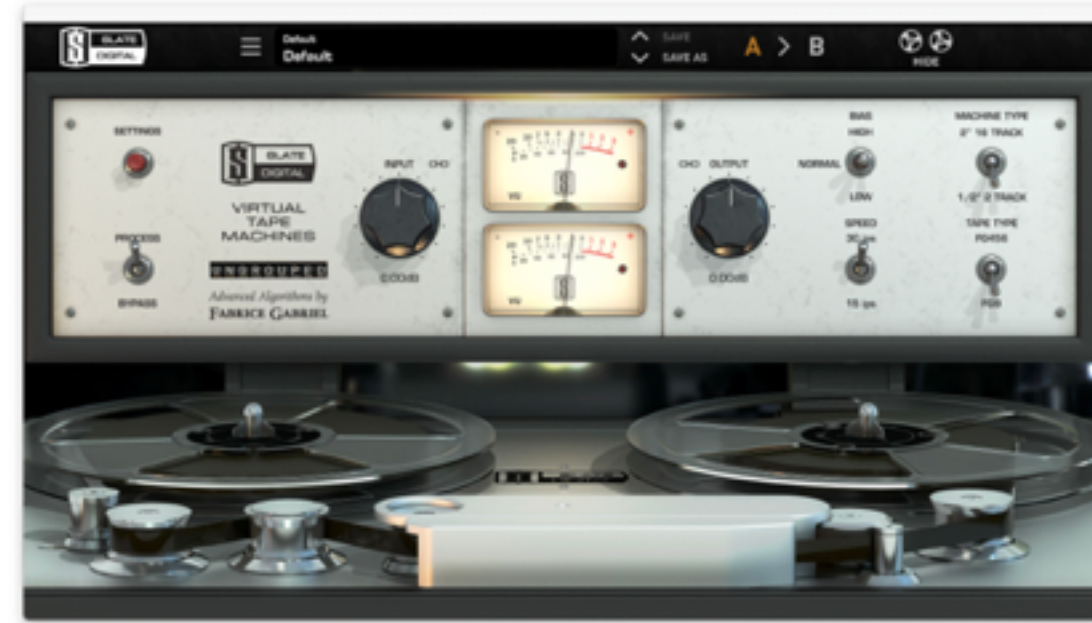 SLATE
DIGITAL
Default
Default
SAVE
SAVE AS
A > B
HIDE
SETTINGS
PROCESS
BYPASS
SLATE
DIGITAL
VIRTUAL
TAPE
MACHINES
UNGROUPED
Advanced Algorithms by
FABRICE GABRIEL
INPUT
0.00dB
VU
VU
OUTPUT
0.00dB
BIAS
HIGH
NORMAL
LOW
SPEED
30 ips
15 ips
MACHINE TYPE
2" 16 TRACK
1/2" 2 TRACK
TAPE TYPE
FG456
FG9